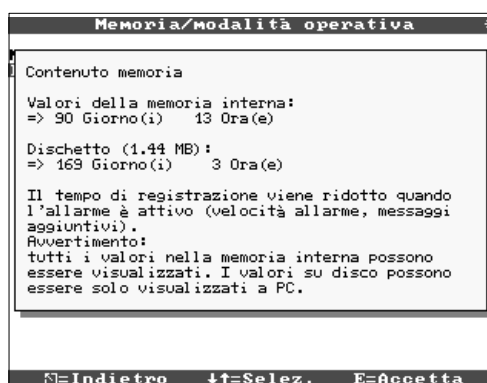 Memoria/modalità operativa
Contenuto memoria
Valori della memoria interna:
=> 90 Giorno(i) 13 Ora(e)
Dischetto (1.44 MB):
=> 169 Giorno(i) 3 Ora(e)
Il tempo di registrazione viene ridotto quando
l'allarme è attivo (velocità allarme, messaggi
aggiuntivi).
Avvertimento:
tutti i valori nella memoria interna possono
essere visualizzati. I valori su disco possono
essere solo visualizzati a PC.
=Indietro ↓↑=Selez. E=Accetta